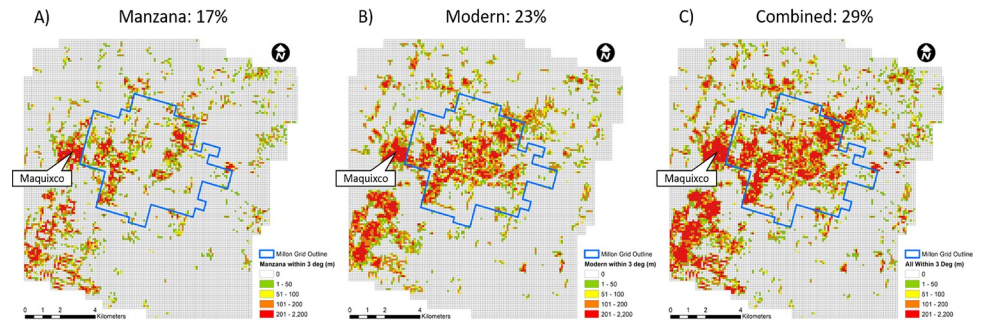 A) Manzana: 17%
N
Maquixco
Millon Grid Outline
Manzana within 3 deg (m)
0
1 - 50
51 - 100
101 - 200
201 - 2,200
0 2 4 Kilometers
B) Modern: 23%
N
Maquixco
Millon Grid Outline
Modern within 3 deg (m)
0
1 - 50
51 - 100
101 - 200
201 - 2,200
0 2 4 Kilometers
C) Combined: 29%
N
Maquixco
Millon Grid Outline
All Within 3 Deg (m)
0
1 - 50
51 - 100
101 - 200
201 - 2,200
0 2 4 Kilometers